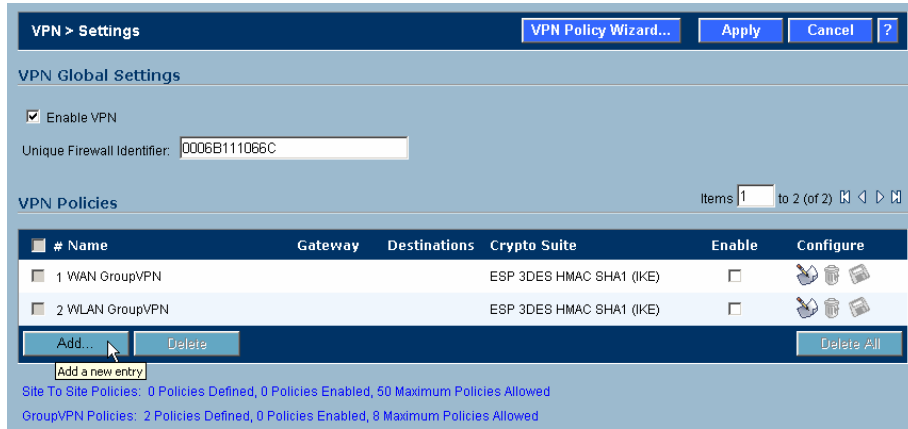 VPN > Settings VPN Policy Wizard... Apply Cancel ?
VPN Global Settings
Enable VPN
Unique Firewall Identifier: 0006B111066C
VPN Policies Items 1 to 2 (of 2)
# Name Gateway Destinations Crypto Suite Enable Configure
1 WAN GroupVPN ESP 3DES HMAC SHA1 (IKE)
2 WLAN GroupVPN ESP 3DES HMAC SHA1 (IKE)
Add... Delete Delete All
Add a new entry
Site To Site Policies: 0 Policies Defined, 0 Policies Enabled, 50 Maximum Policies Allowed
GroupVPN Policies: 2 Policies Defined, 0 Policies Enabled, 8 Maximum Policies Allowed